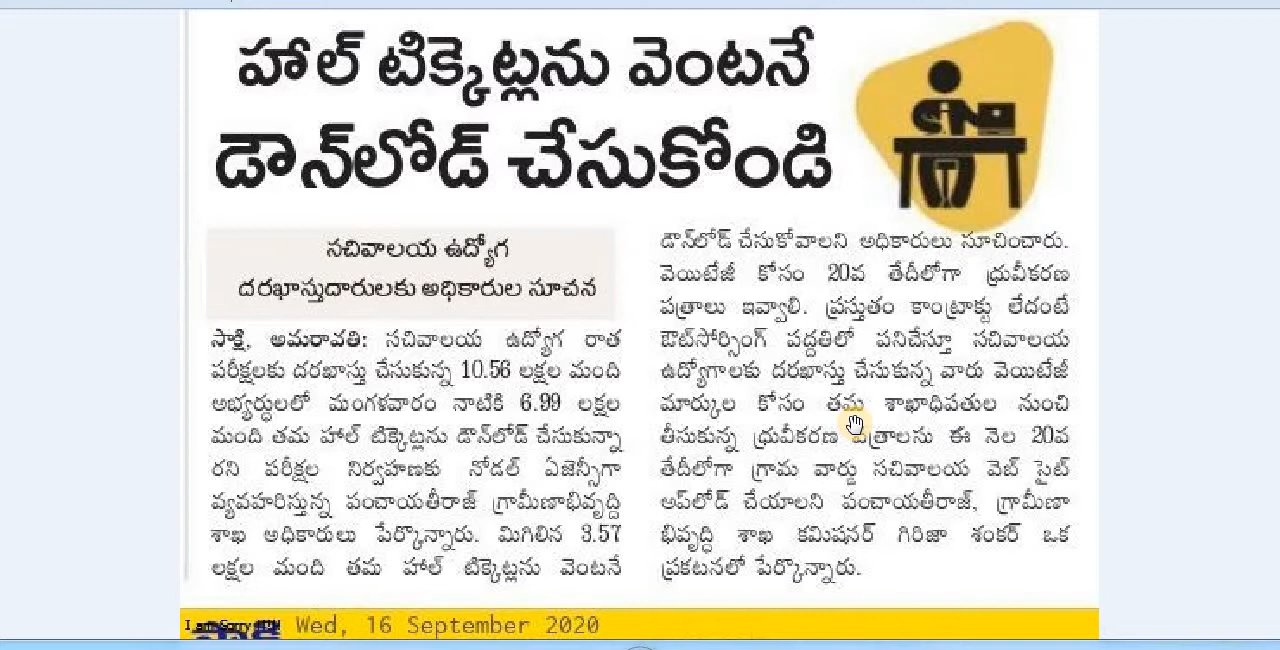 హాల్ టిక్కెట్లను వెంటనే
డౌన్‌లోడ్ చేసుకోండి
సచివాలయ ఉద్యోగ
దరఖాస్తుదారులకు అధికారుల సూచన
సాక్షి, అమరావతి: సచివాలయ ఉద్యోగ రాత
పరీక్షలకు దరఖాస్తు చేసుకున్న 10.56 లక్షల మంది
అభ్యర్థులలో మంగళవారం నాటికి 6.99 లక్షల
మంది తమ హాల్ టిక్కెట్లను డౌన్‌లోడ్ చేసుకున్నా
రని పరీక్షల నిర్వహణకు నోడల్ ఏజెన్సీగా
వ్యవహరిస్తున్న పంచాయతీరాజ్ గ్రామీణాభివృద్ధి
శాఖ అధికారులు పేర్కొన్నారు. మిగిలిన 3.57
లక్షల మంది తమ హాల్ టిక్కెట్లను వెంటనే
డౌన్‌లోడ్ చేసుకోవాలని అధికారులు సూచించారు.
వెయిటేజీ కోసం 20వ తేదీలోగా ధ్రువీకరణ
పత్రాలు ఇవ్వాలి. ప్రస్తుతం కాంట్రాక్టు లేదంటే
ఔట్‌సోర్సింగ్ పద్ధతిలో పనిచేస్తూ సచివాలయ
ఉద్యోగాలకు దరఖాస్తు చేసుకున్న వారు వెయిటేజీ
మార్కుల కోసం తమ శాఖాధిపతుల నుంచి
తీసుకున్న ధ్రువీకరణ పత్రాలను ఈ నెల 20వ
తేదీలోగా గ్రామ వార్డు సచివాలయ వెబ్ సైట్
అప్‌లోడ్ చేయాలని పంచాయతీరాజ్, గ్రామీణా
భివృద్ధి శాఖ కమిషనర్ గిరిజా శంకర్ ఒక
ప్రకటనలో పేర్కొన్నారు.
సాక్షి Wed, 16 September 2020